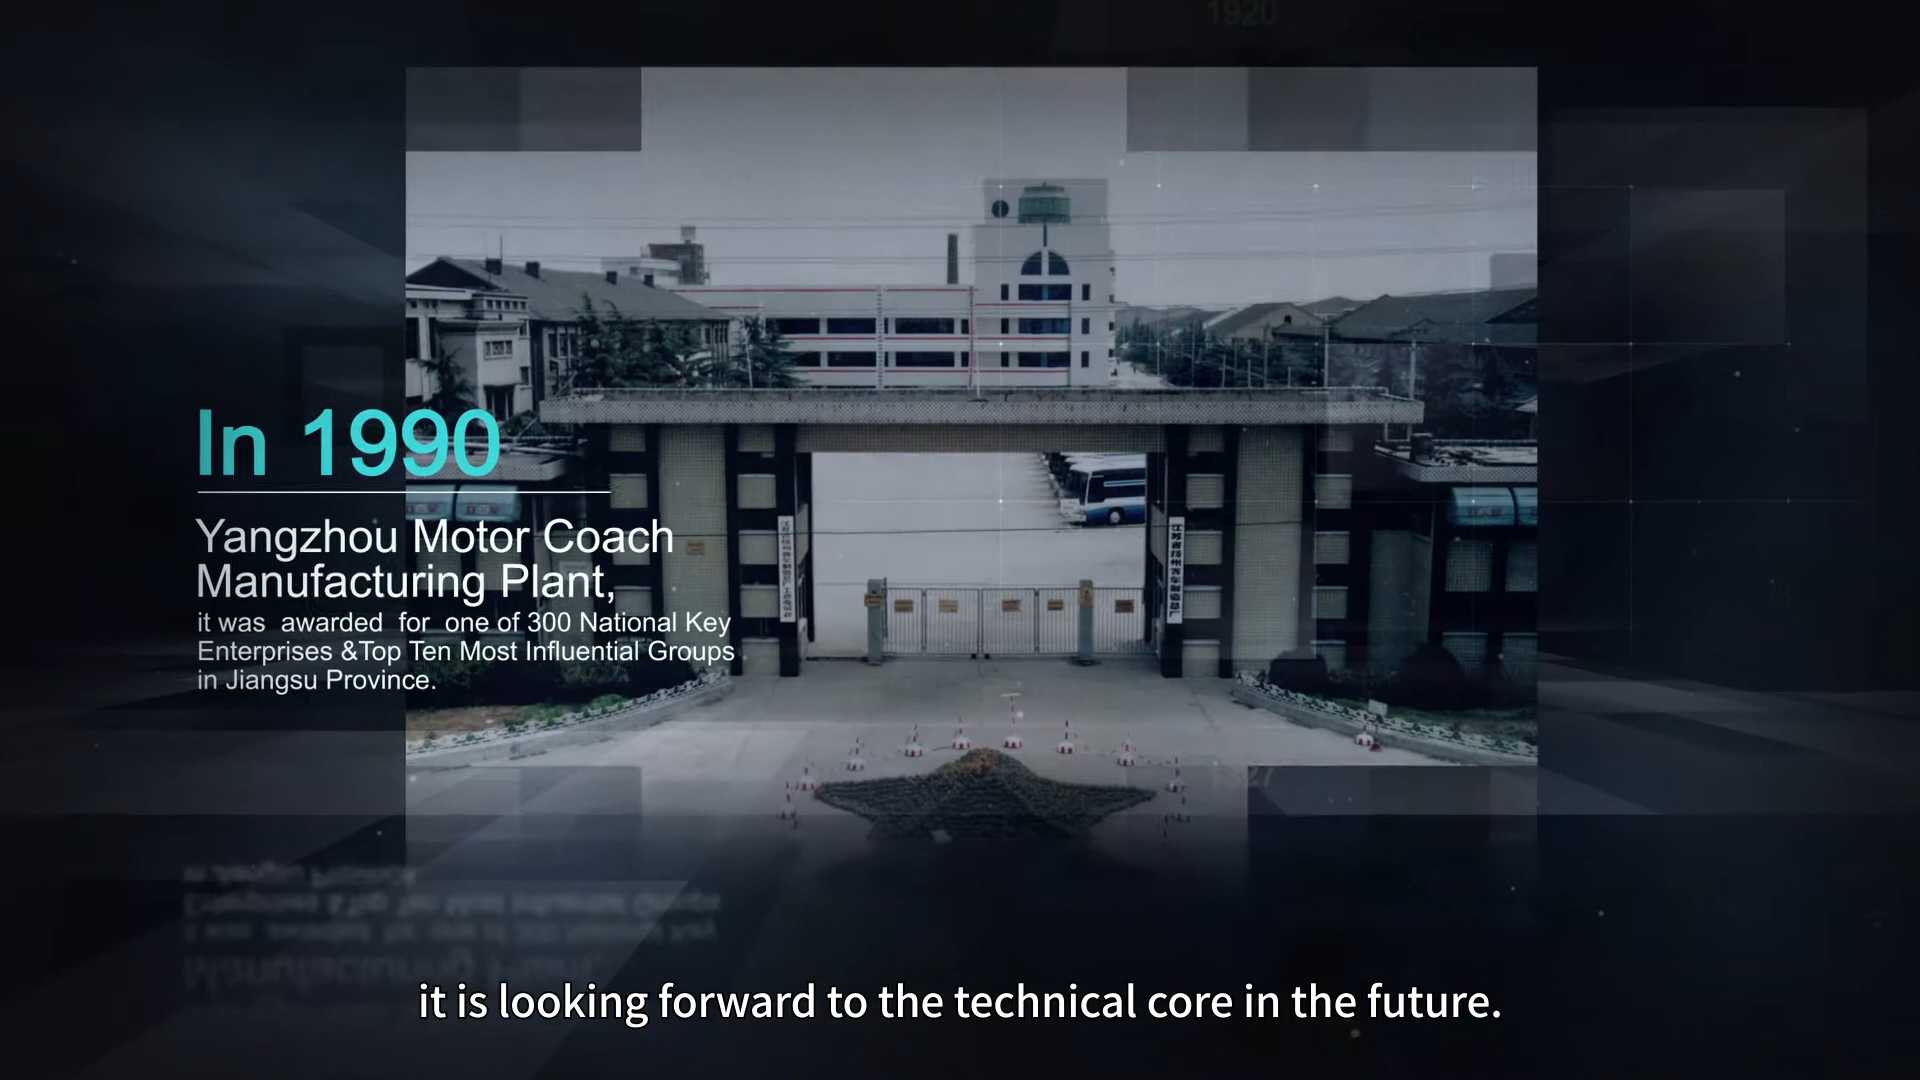 1920
In 1990
Yangzhou Motor Coach
Manufacturing Plant,
it was awarded for one of 300 National Key
Enterprises &Top Ten Most Influential Groups
in Jiangsu Province.
it is looking forward to the technical core in the future.